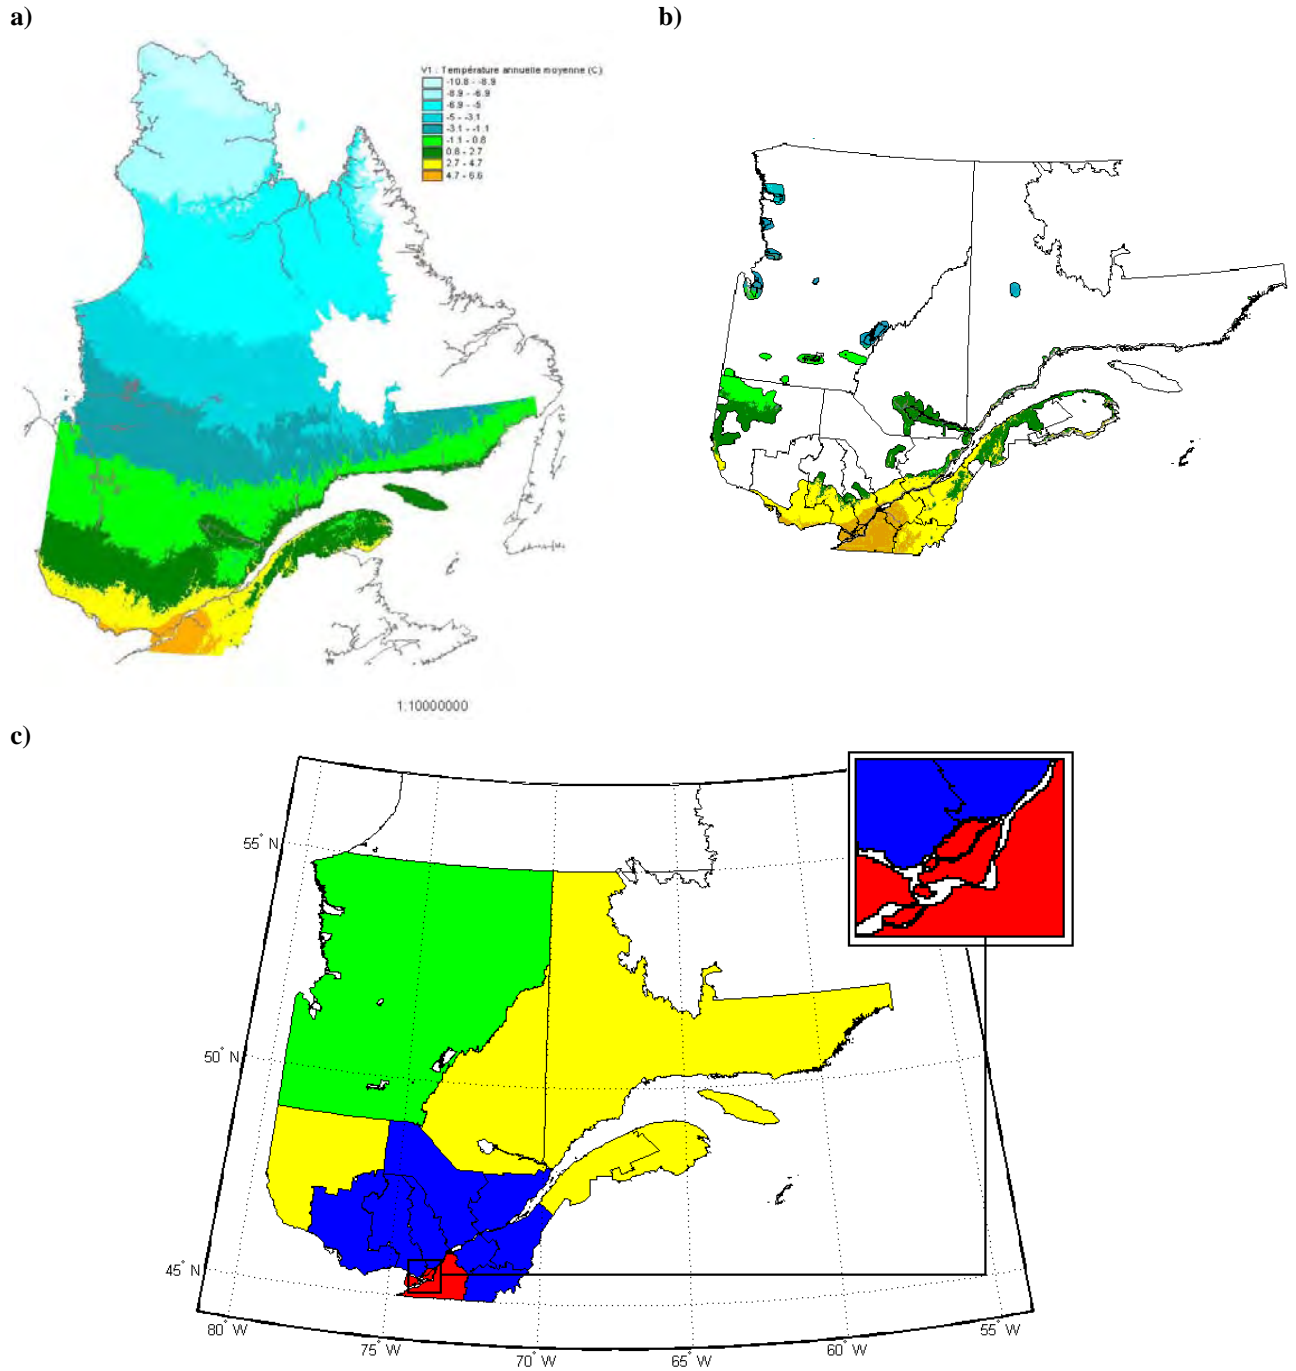 a)
b)
V1 : Température annuelle moyenne (C)
-10.8 - -8.9
-8.9 - -6.9
-6.9 - -5
-5 - -3.1
-3.1 - -1.1
-1.1 - 0.8
0.8 - 2.7
2.7 - 4.7
4.7 - 6.6
1:10000000
c)
55° N
50° N
45° N
80° W
75° W
70° W
65° W
60° W
55° W